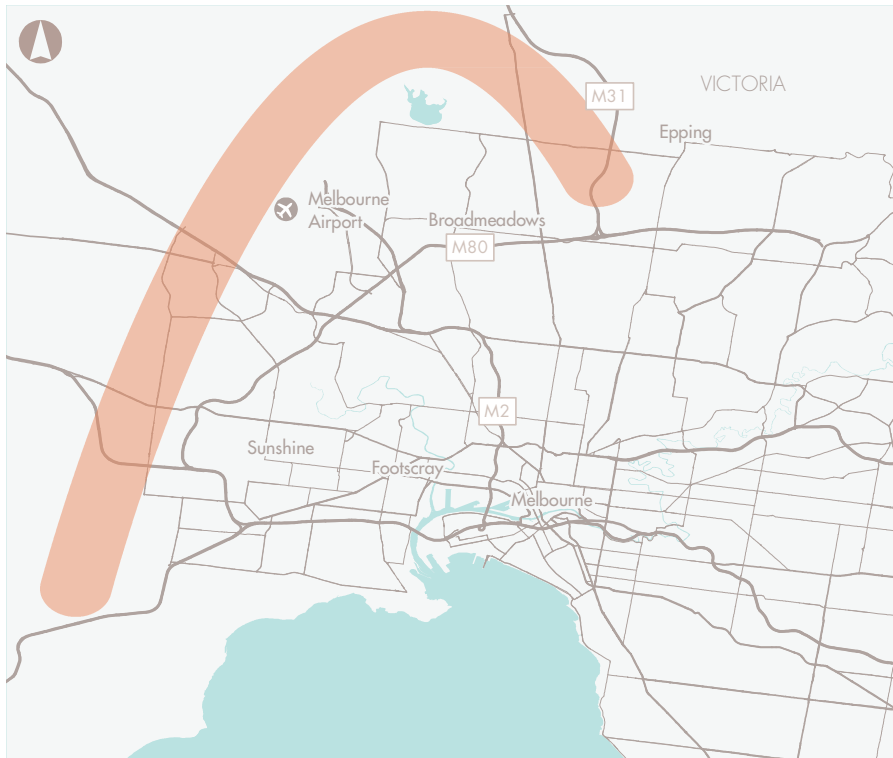 M31
VICTORIA
Epping
Melbourne
Airport
Broadmeadows
M80
M2
Sunshine
Footscray
Melbourne